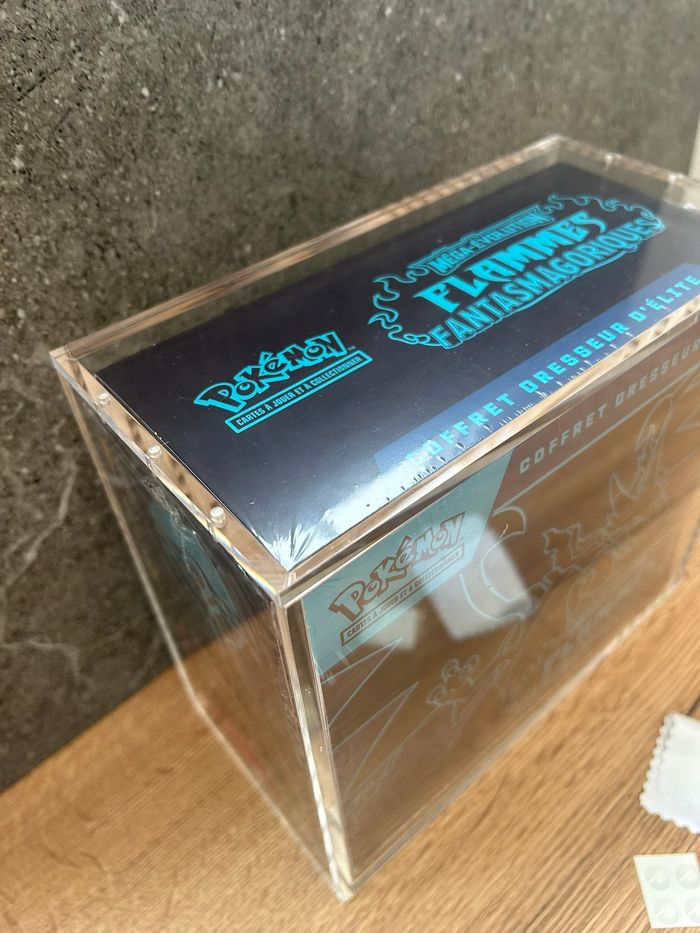 MÉGA-ÉVOLUTION
FLAMMES
FANTASMAGORIQUES
POKéMON
CARTES À JOUER ET À COLLECTIONNER
COFFRET DRESSEUR D'ÉLITE
COFFRET DRESSEUR
POKéMON
CARTES À JOUER ET À COLLECTIONNER